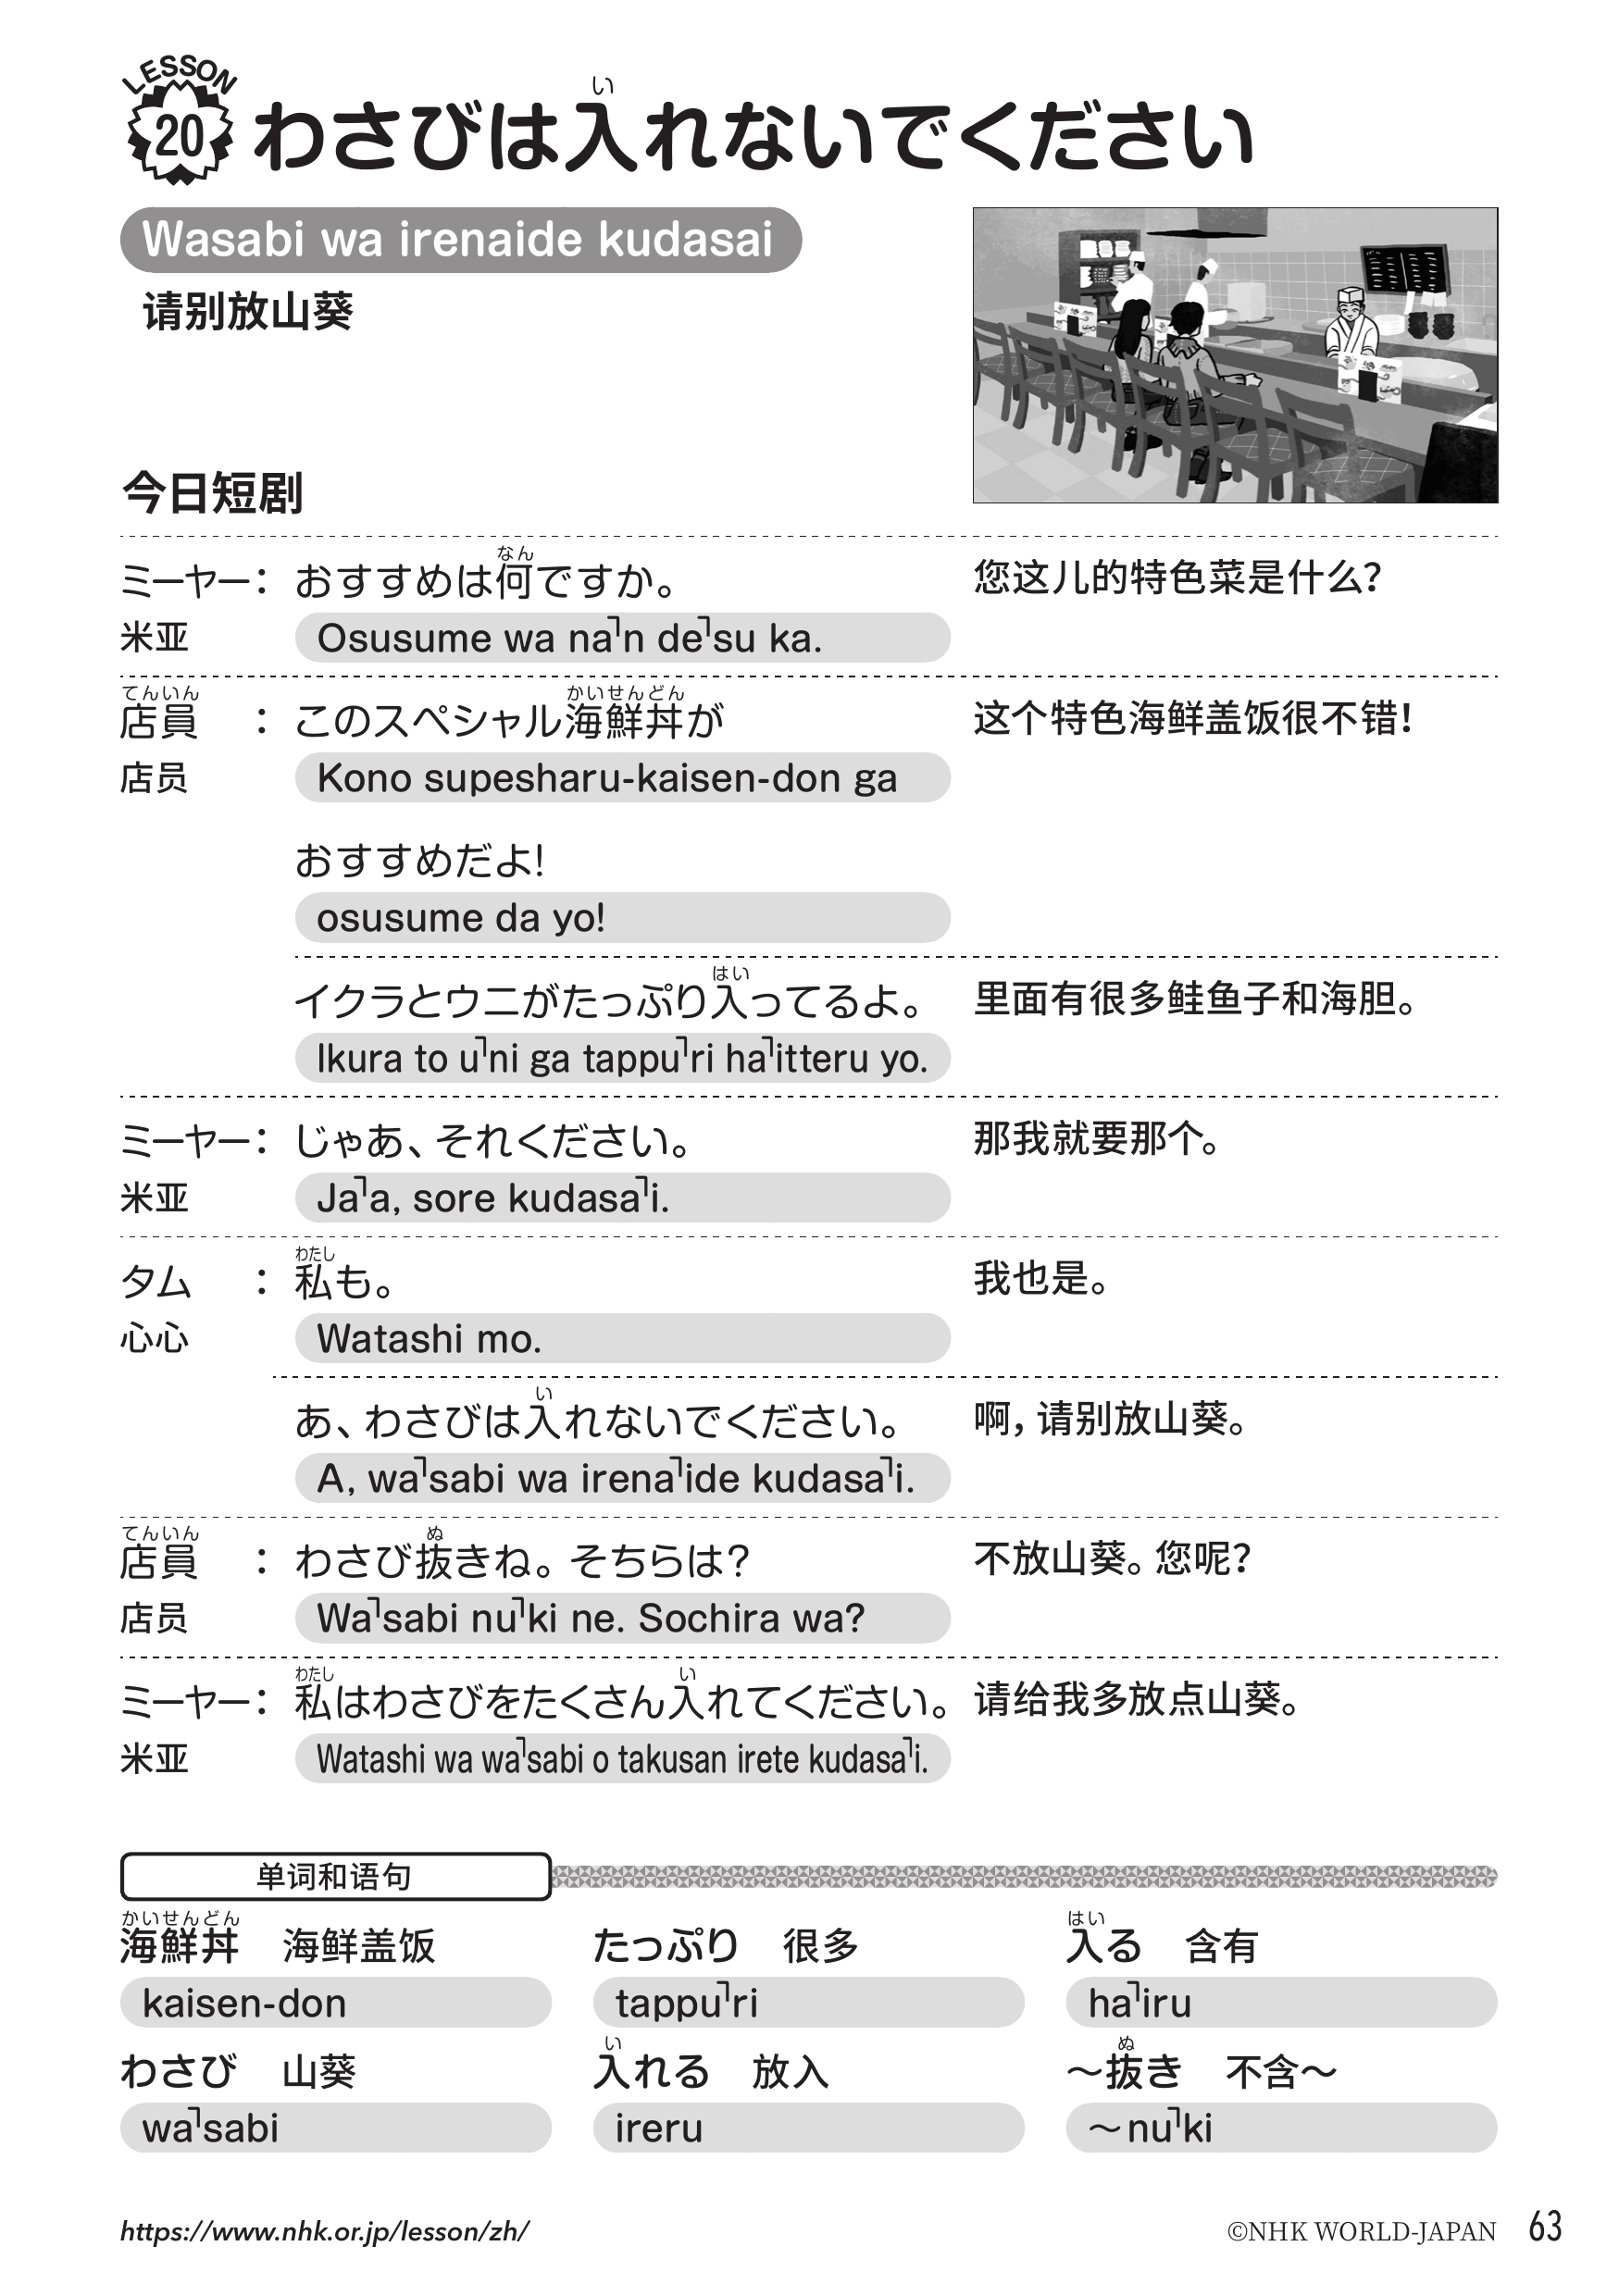 LESSON
20
い
わさびは入れないでください
Wasabi wa irenaide kudasai
请别放山葵
今日短剧
なん
ミーヤー： おすすめは何ですか。 您这儿的特色菜是什么？
米亚 Osusume wa na˥n de˥su ka.
てんいん かいせんどん
店員 ： このスペシャル海鮮丼が 这个特色海鲜盖饭很不错！
店员 Kono supesharu-kaisen-don ga
おすすめだよ！
osusume da yo!
はい
イクラとウニがたっぷり入ってるよ。 里面有很多鲑鱼子和海胆。
Ikura to u˥ni ga tappu˥ri ha˥itteru yo.
ミーヤー： じゃあ、それください。 那我就要那个。
米亚 Ja˥a, sore kudasa˥i.
わたし
タム ： 私も。 我也是。
心心 Watashi mo.
い
あ、わさびは入れないでください。 啊，请别放山葵。
A, wa˥sabi wa irena˥ide kudasa˥i.
てんいん ぬ
店員 ： わさび抜きね。そちらは？ 不放山葵。您呢？
店员 Wa˥sabi nu˥ki ne. Sochira wa?
わたし い
ミーヤー： 私はわさびをたくさん入れてください。 请给我多放点山葵。
米亚 Watashi wa wa˥sabi o takusan irete kudasa˥i.
单词和语句
かいせんどん はい
海鮮丼 海鲜盖饭 たっぷり 很多 入る 含有
kaisen-don tappu˥ri ha˥iru
い ぬ
わさび 山葵 入れる 放入 ～抜き 不含～
wa˥sabi ireru ～nu˥ki
https://www.nhk.or.jp/lesson/zh/ ©NHK WORLD-JAPAN 63